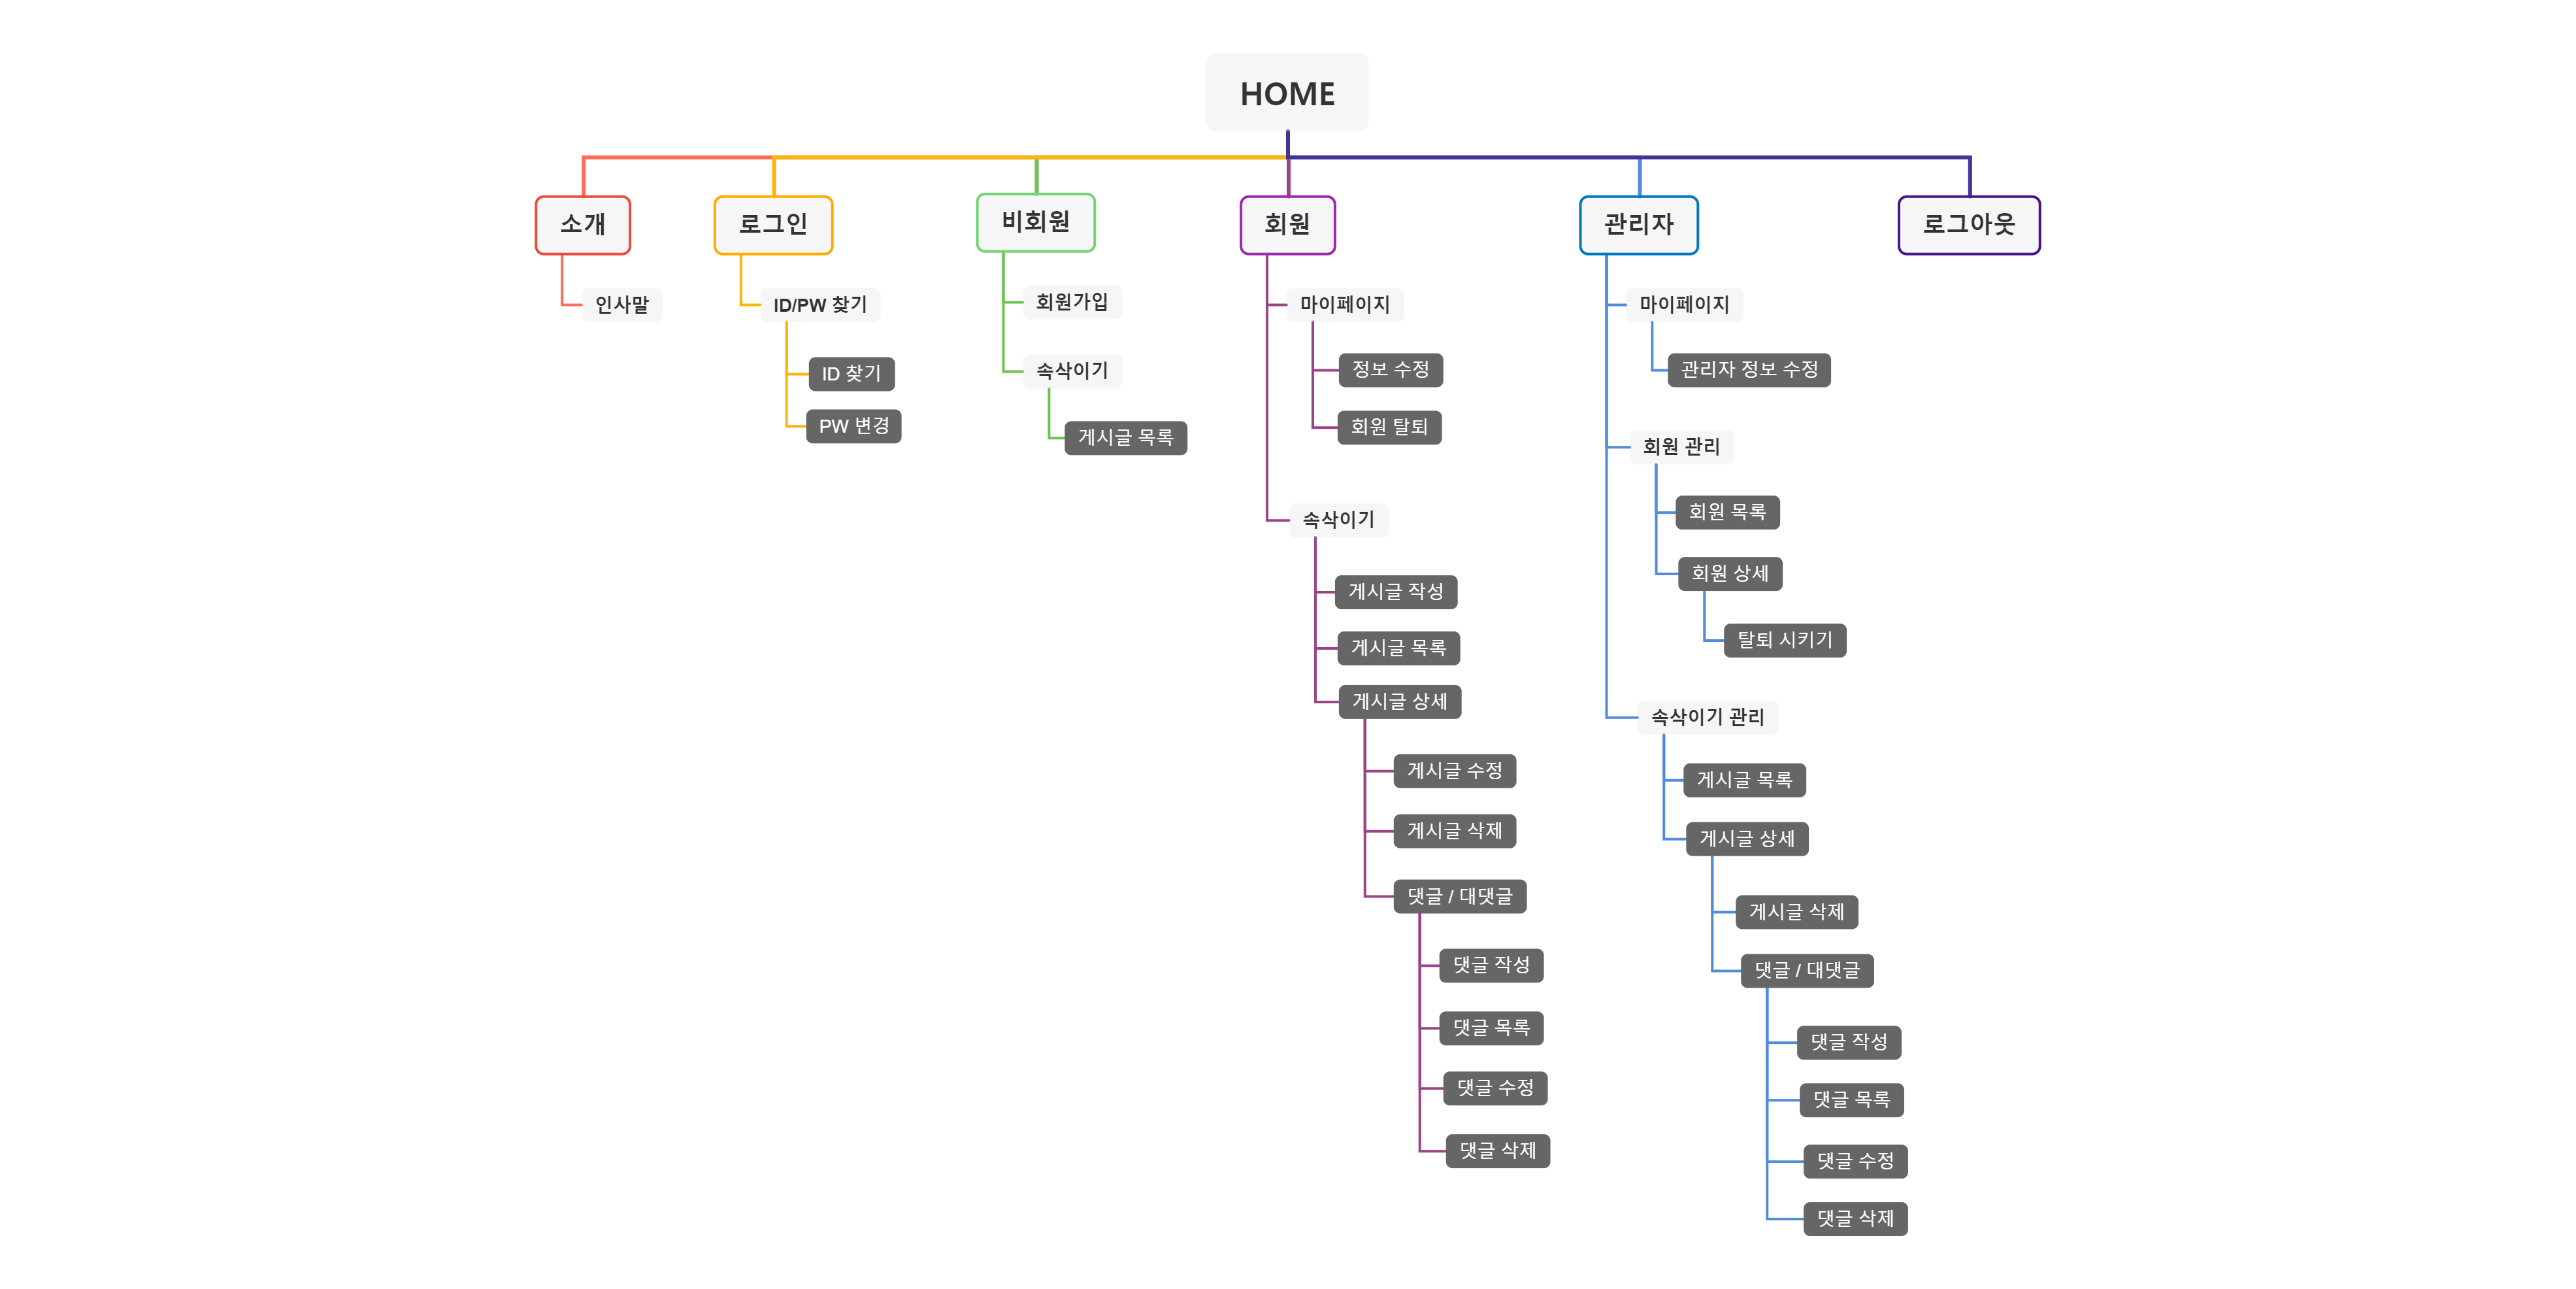 HOME
소개
인사말
로그인
ID/PW 찾기
ID 찾기
PW 변경
비회원
회원가입
속삭이기
게시글 목록
회원
마이페이지
정보 수정
회원 탈퇴
속삭이기
게시글 작성
게시글 목록
게시글 상세
게시글 수정
게시글 삭제
댓글 / 대댓글
댓글 작성
댓글 목록
댓글 수정
댓글 삭제
관리자
마이페이지
관리자 정보 수정
회원 관리
회원 목록
회원 상세
탈퇴 시키기
속삭이기 관리
게시글 목록
게시글 상세
게시글 삭제
댓글 / 대댓글
댓글 작성
댓글 목록
댓글 수정
댓글 삭제
로그아웃